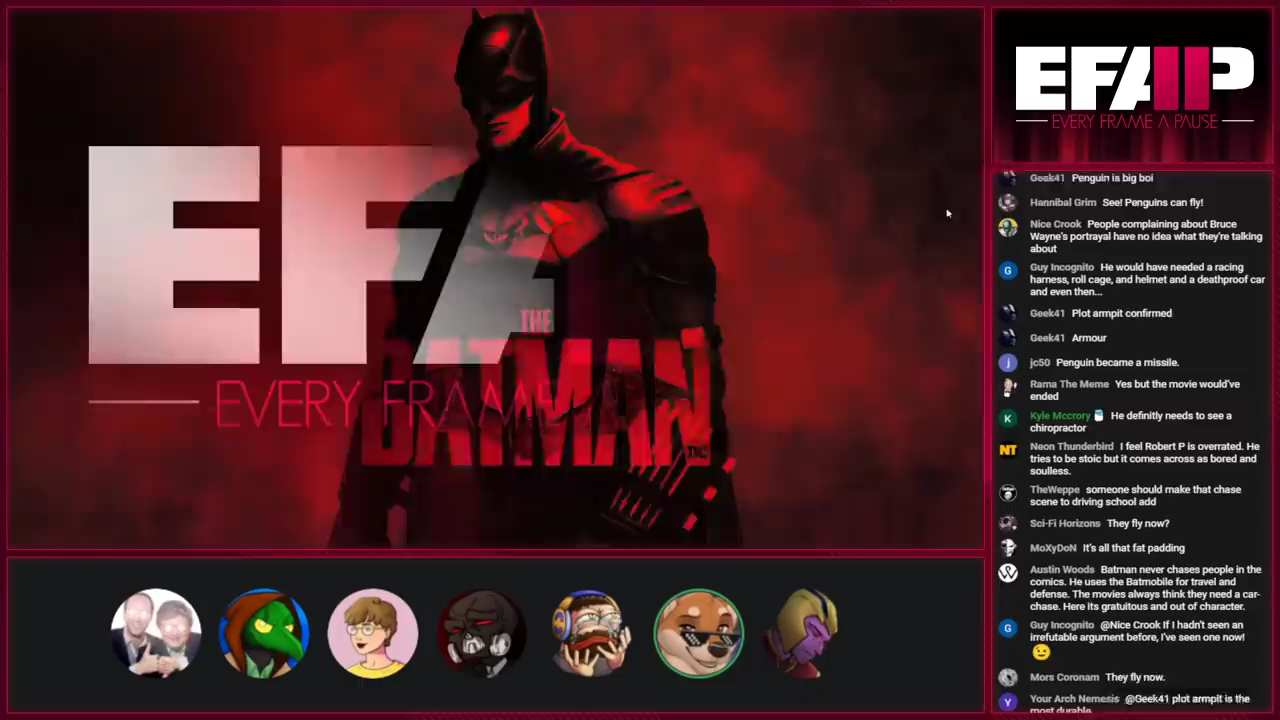 EFA
EVERY FRAME A
THE
BATMAN
EFAP
EVERY FRAME A PAUSE
Geek41 Penguin is big boi
Hannibal Grim See! Penguins can fly!
Nice Crook People complaining about Bruce
Wayne's portrayal have no idea what they're talking
about
G
Guy Incognito He would have needed a racing
harness, roll cage, and helmet and a deathproof car
and even then...
Geek41 Plot armpit confirmed
Geek41 Armour
j
jc50 Penguin became a missile.
Rama The Meme Yes but the movie would've
ended
K
Kyle Mccrory He definitly needs to see a
chiropractor
NT
Neon Thunderbird I feel Robert P is overrated. He
tries to be stoic but it comes across as bored and
soulless.
TheWeppe someone should make that chase
scene to driving school add
Sci-Fi Horizons They fly now?
MoXyDoN It's all that fat padding
Austin Woods Batman never chases people in the
comics. He uses the Batmobile for travel and
defense. The movies always think they need a car-
chase. Here its gratuitous and out of character.
G
Guy Incognito @Nice Crook If I hadn't seen an
irrefutable argument before, I've seen one now!
😉
Mors Coronam They fly now.
Y
Your Arch Nemesis @Geek41 plot armpit is the
most durable